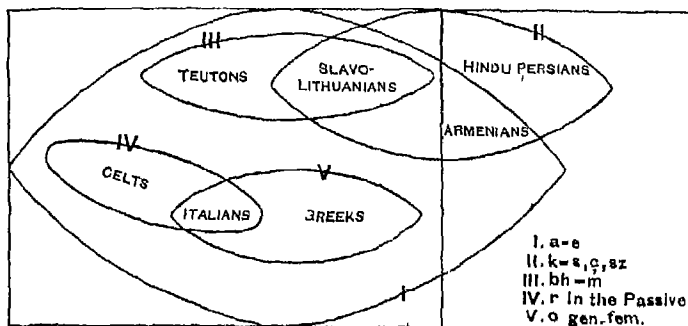 III
II
TEUTONS
SLAVO-
LITHUANIANS
HINDU PERSIANS
ARMENIANS
IV
CELTS
V
ITALIANS
GREEKS
I
I. a=e
II. k=s, ç, sz
III. bh=m
IV. r in the Passive
V. o gen. fem.